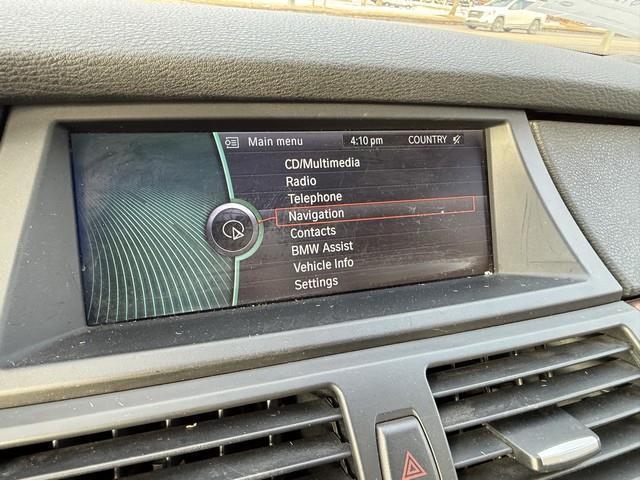 Main menu 4:10 pm COUNTRY
CD/Multimedia
Radio
Telephone
Navigation
Contacts
BMW Assist
Vehicle Info
Settings